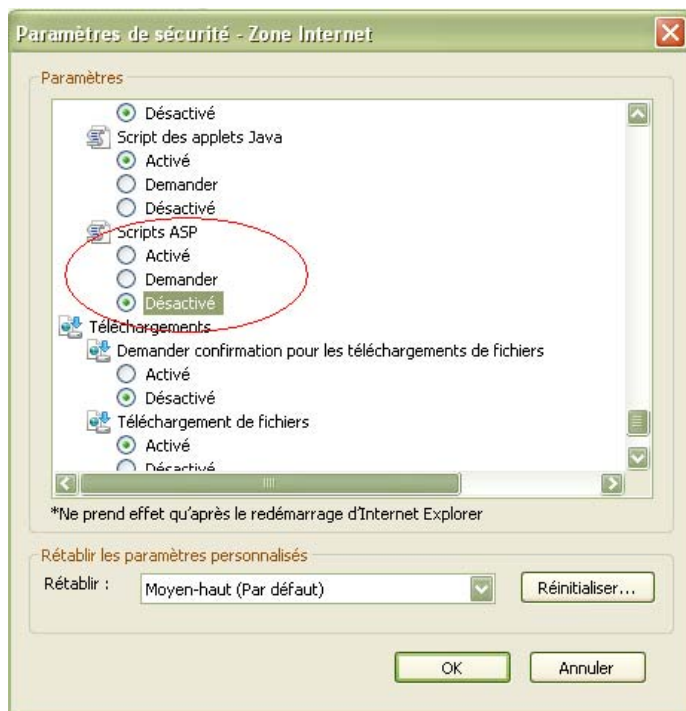 Paramètres de sécurité - Zone Internet
Paramètres
Désactivé
Script des applets Java
Activé
Demander
Désactivé
Scripts ASP
Activé
Demander
Désactivé
Téléchargements
Demander confirmation pour les téléchargements de fichiers
Activé
Désactivé
Téléchargement de fichiers
Activé
Désactivé
*Ne prend effet qu'après le redémarrage d'Internet Explorer
Rétablir les paramètres personnalisés
Rétablir : Moyen-haut (Par défaut) Réinitialiser...
OK Annuler